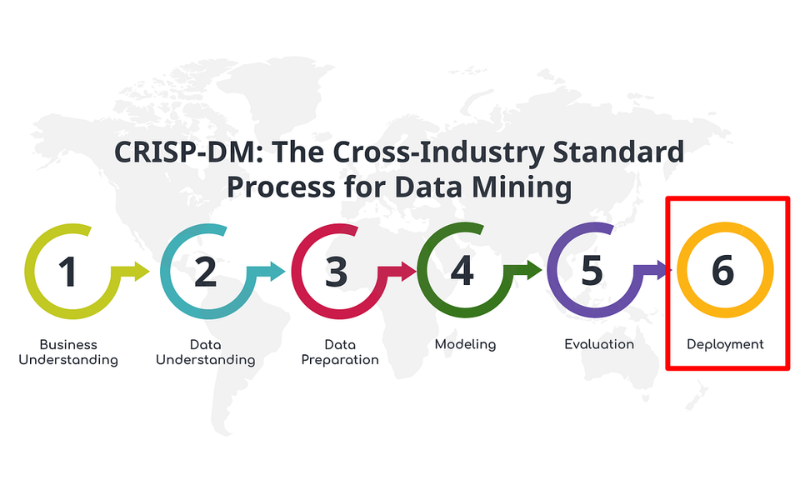 CRISP-DM: The Cross-Industry Standard
Process for Data Mining
1
2
3
4
5
6
Business
Understanding
Data
Understanding
Data
Preparation
Modeling
Evaluation
Deployment